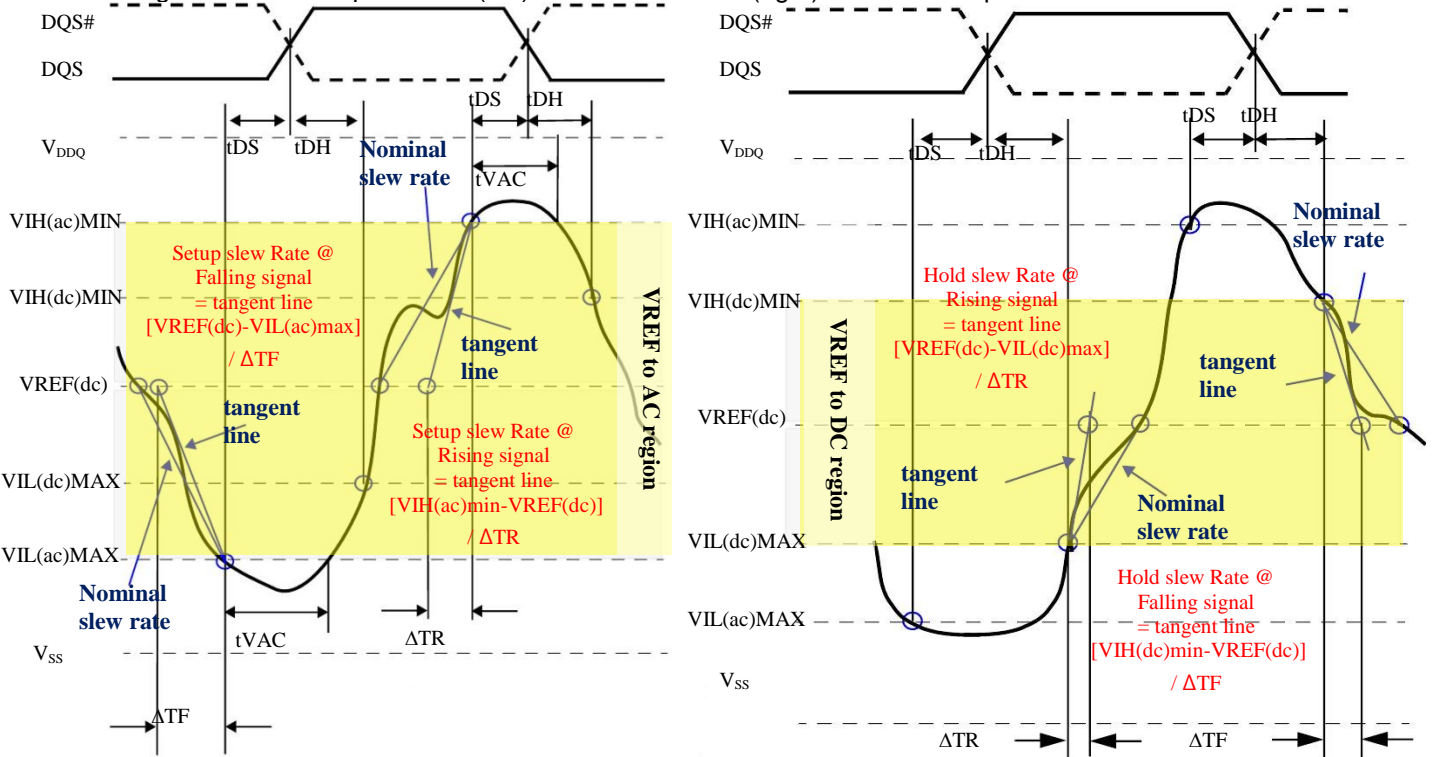 DQS#
DQS
tDS
tDH
VDDQ
tDS
tDH
Nominal
slew rate
tVAC
VIH(ac)MIN
Setup slew Rate @
Falling signal
= tangent line
[VREF(dc)-VIL(ac)max]
/ ΔTF
VIH(dc)MIN
VREF to AC region
tangent
line
VREF(dc)
tangent
line
Setup slew Rate @
Rising signal
= tangent line
[VIH(ac)min-VREF(dc)]
/ ΔTR
VIL(dc)MAX
VIL(ac)MAX
Nominal
slew rate
tVAC
ΔTR
VSS
ΔTF
DQS#
DQS
tDS
tDH
VDDQ
tDS
tDH
VIH(ac)MIN
Nominal
slew rate
Hold slew Rate @
Rising signal
= tangent line
[VREF(dc)-VIL(dc)max]
/ ΔTR
VIH(dc)MIN
VREF to DC region
tangent
line
VREF(dc)
tangent
line
Nominal
slew rate
VIL(dc)MAX
Hold slew Rate @
Falling signal
= tangent line
[VIH(dc)min-VREF(dc)]
/ ΔTF
VIL(ac)MAX
VSS
ΔTR
ΔTF